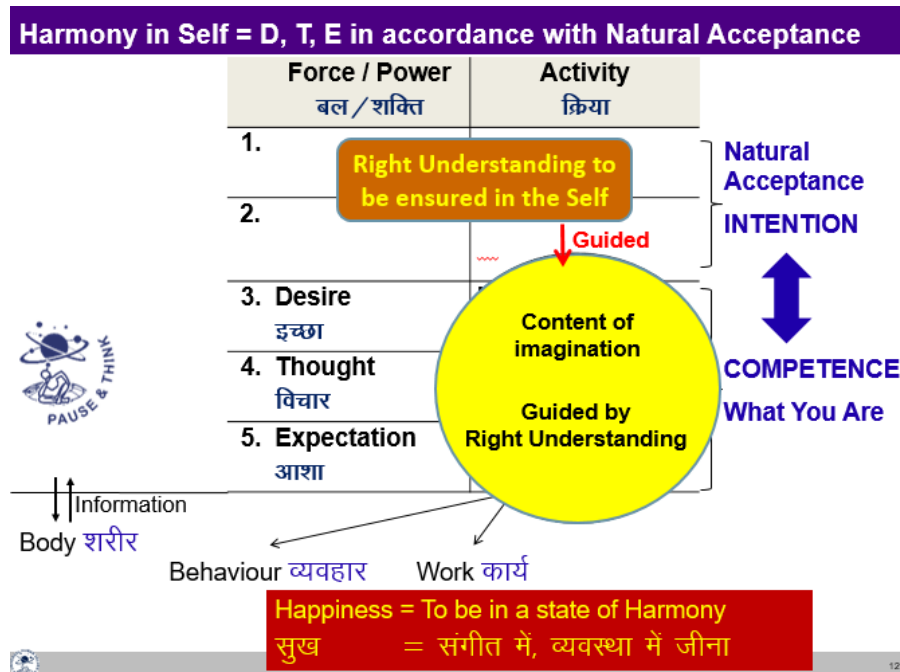 Harmony in Self = D, T, E in accordance with Natural Acceptance
Force / Power
बल / शक्ति
Activity
क्रिया
1.
Right Understanding to
be ensured in the Self
2.
Guided
Natural
Acceptance
INTENTION
3. Desire
इच्छा
4. Thought
विचार
5. Expectation
आशा
Content of
imagination
Guided by
Right Understanding
COMPETENCE
What You Are
PAUSE & THINK
Information
Body शरीर
Behaviour व्यवहार
Work कार्य
Happiness = To be in a state of Harmony
सुख = संगीत में, व्यवस्था में जीना
12